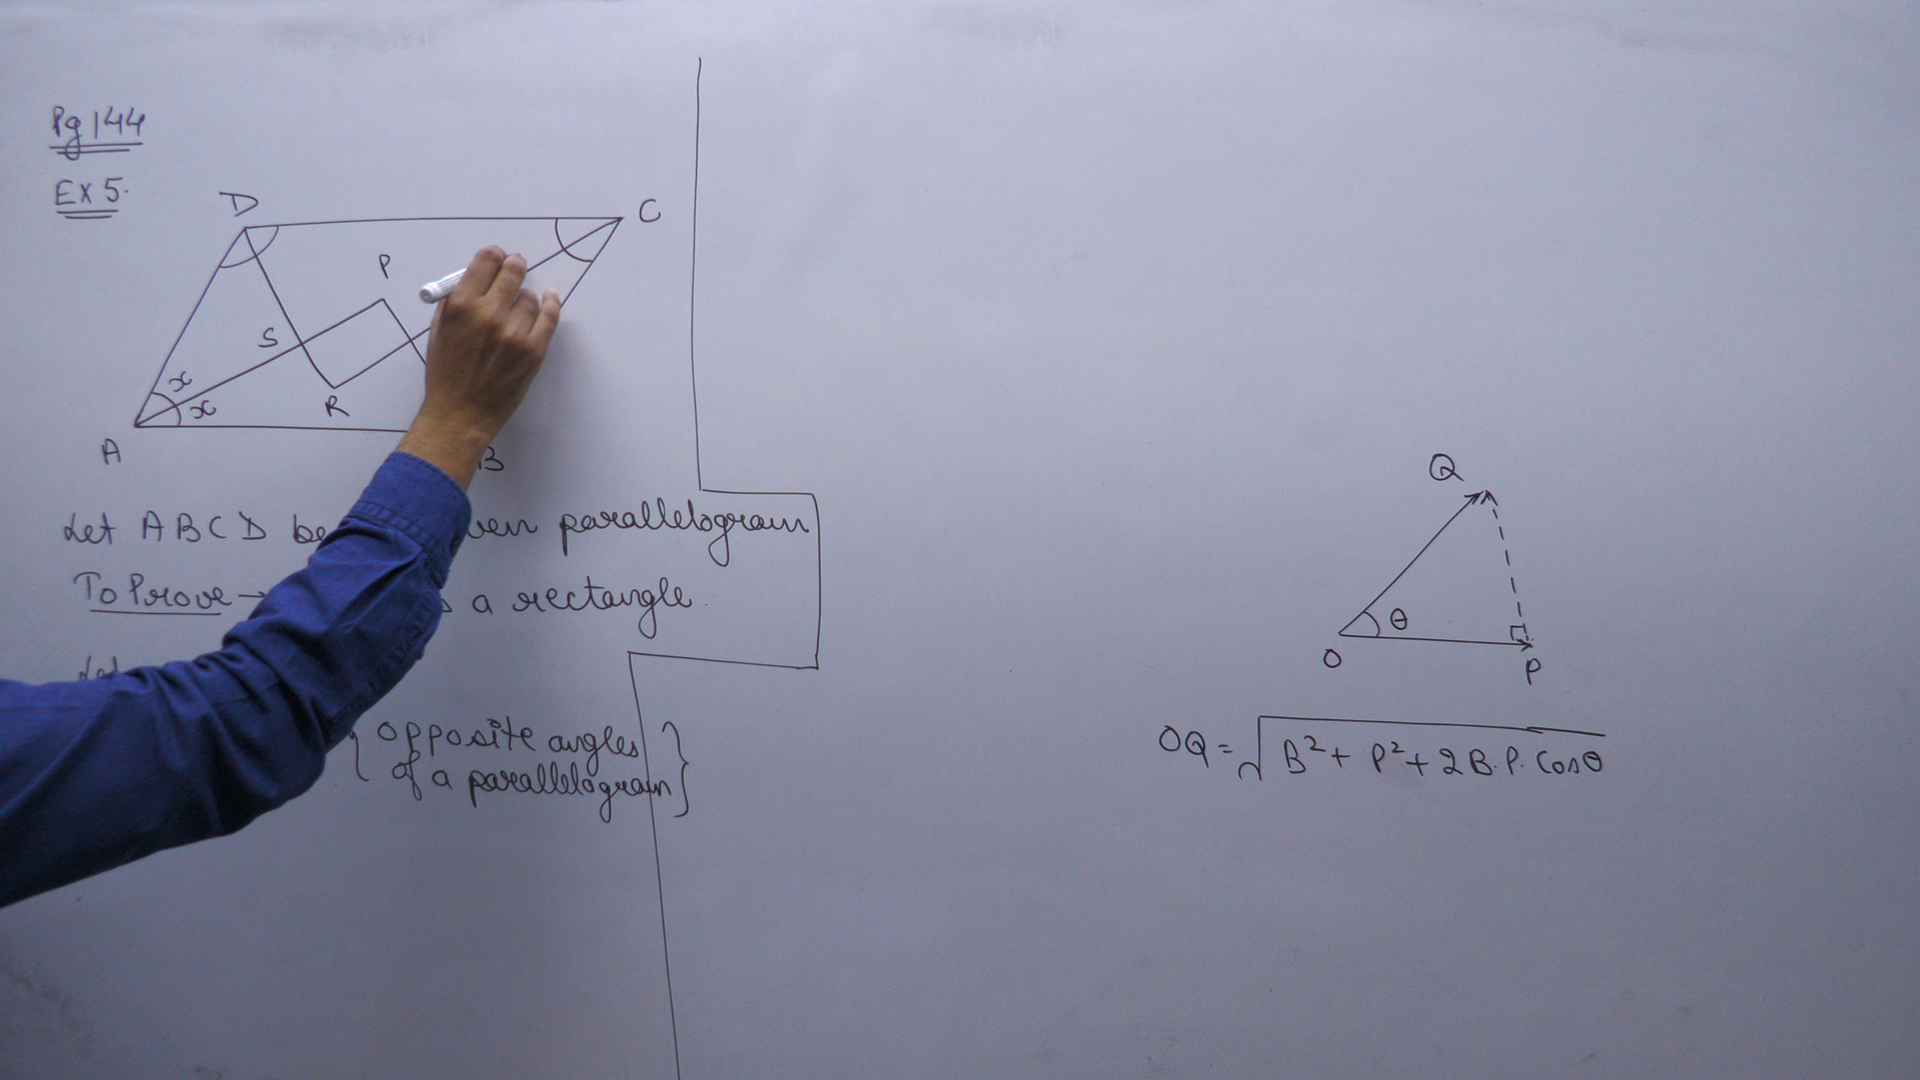 Pg 144
Ex 5.
D
C
P
S
x
x
R
A
B
Let ABCD be parallelogram
To Prove → a rectangle.
Let
{ opposite angles
of a parallelogram }
Q
θ
O
P
OQ = √B² + P² + 2B.P. Cosθ